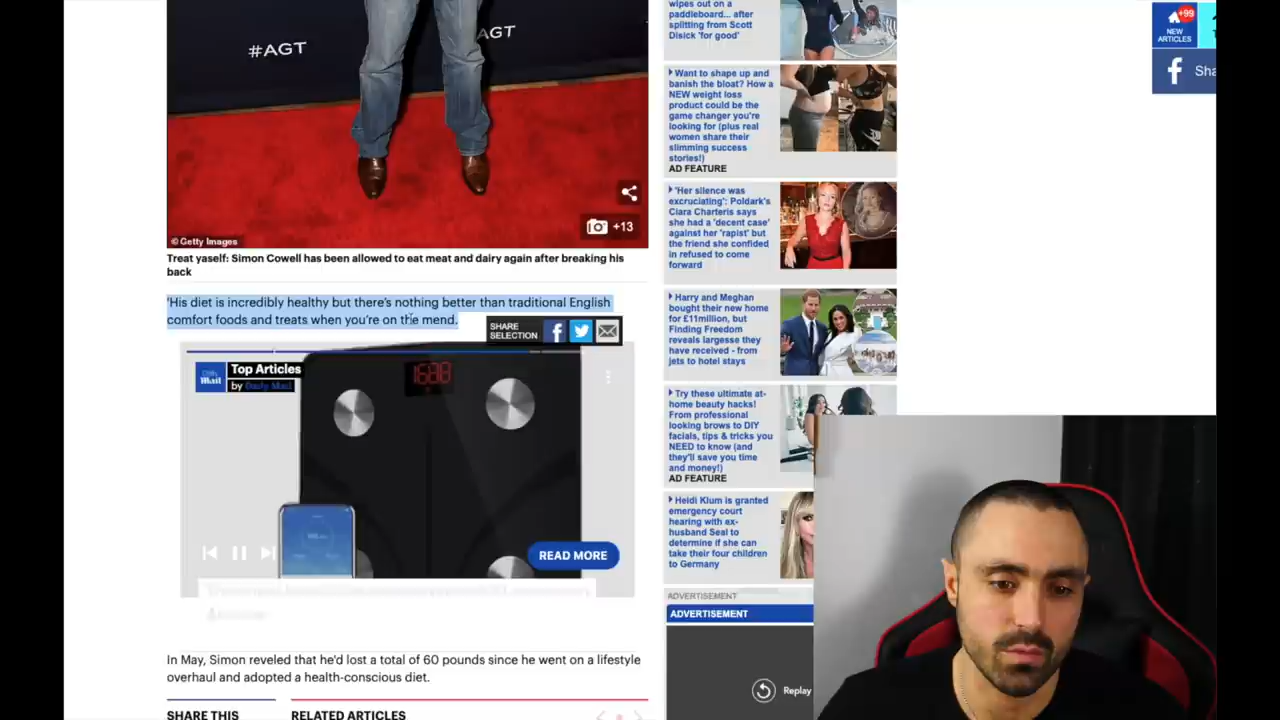 #AGT
AGT
© Getty Images
+13
Treat yaself: Simon Cowell has been allowed to eat meat and dairy again after breaking his
back
'His diet is incredibly healthy but there's nothing better than traditional English
comfort foods and treats when you're on the mend.
SHARE
SELECTION
Top Articles
by Daily Mail
Mail
READ MORE
In May, Simon revealed that he'd lost a total of 60 pounds since he went on a lifestyle
overhaul and adopted a health-conscious diet.
SHARE THIS
RELATED ARTICLES
wipes out on a
paddleboard... after
splitting from Scott
Disick 'for good'
Want to shape up and
banish the bloat? How a
NEW weight loss
product could be the
game changer you're
looking for (plus real
women share their
slimming success
stories!)
AD FEATURE
'Her silence was
excruciating': Poldark's
Ciara Charteris says
she had a 'decent case'
against her 'rapist' but
the friend she confided
in refused to come
forward
Harry and Meghan
bought their new home
for £11million, but
Finding Freedom
reveals largesse they
have received - from
jets to hotel stays
Try these ultimate at-
home beauty hacks!
From professional
looking brows to DIY
facials, tips & tricks you
NEED to know (and
they'll save you time
and money!)
AD FEATURE
Heidi Klum is granted
emergency court
hearing with ex-
husband Seal to
determine if she can
take their four children
to Germany
ADVERTISEMENT
ADVERTISEMENT
Replay
+99
NEW
ARTICLES
Sha